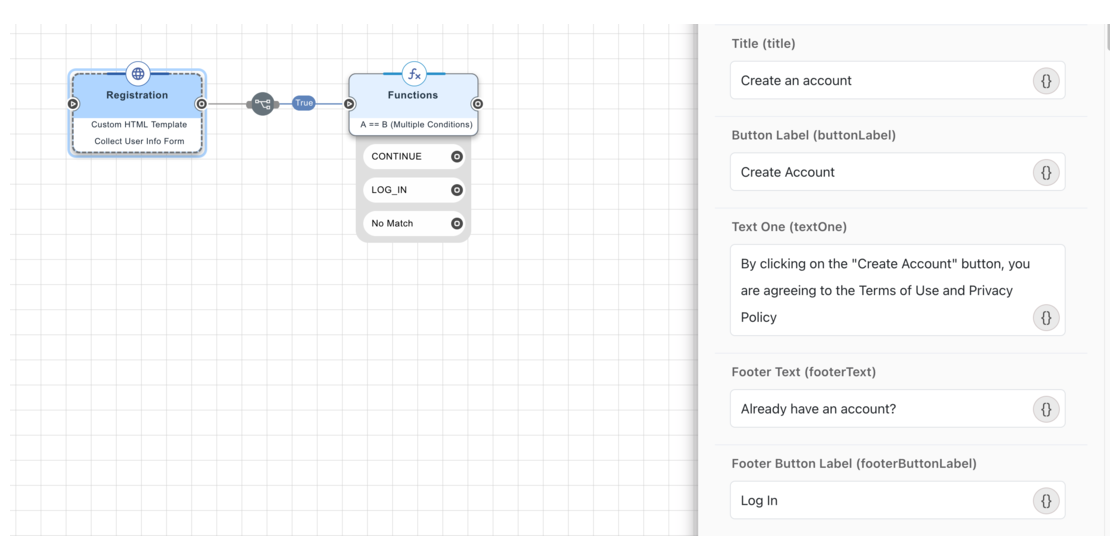 Registration
Custom HTML Template
Collect User Info Form
True
Functions
A == B (Multiple Conditions)
CONTINUE
LOG_IN
No Match
Title (title)
Create an account
{}
Button Label (buttonLabel)
Create Account
{}
Text One (textOne)
By clicking on the "Create Account" button, you
are agreeing to the Terms of Use and Privacy
Policy
{}
Footer Text (footerText)
Already have an account?
{}
Footer Button Label (footerButtonLabel)
Log In
{}